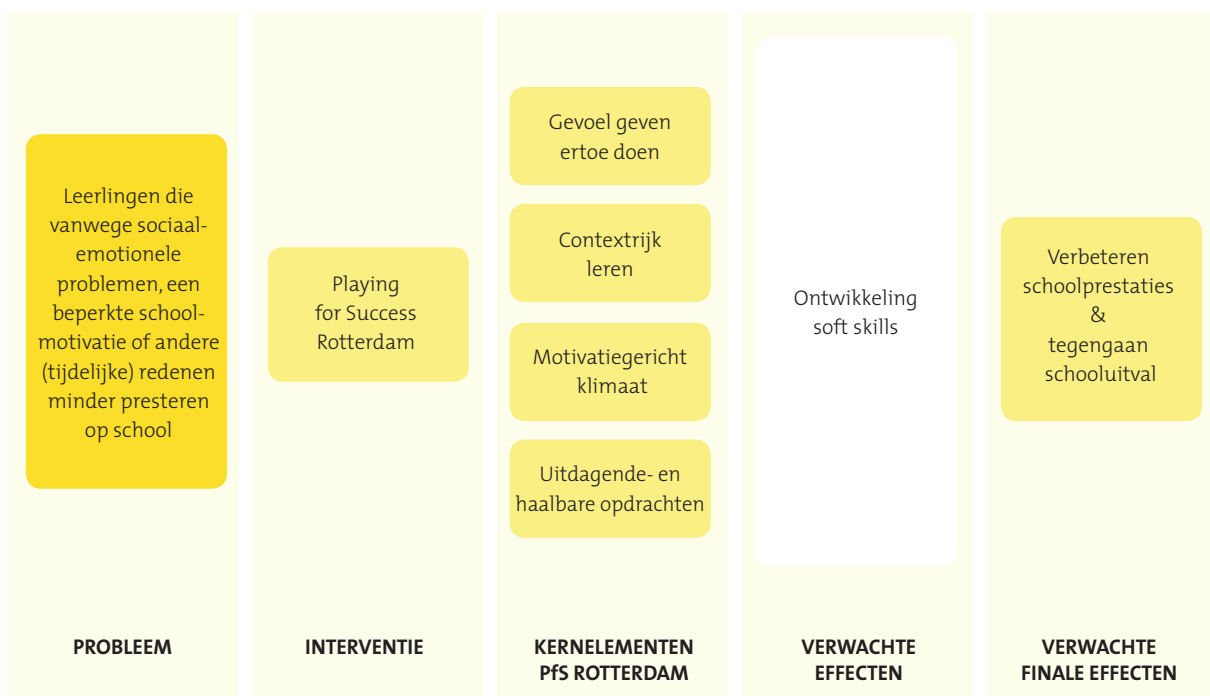 Leerlingen die
vanwege sociaal-
emotionele
problemen, een
beperkte school-
motivatie of andere
(tijdelijke) redenen
minder presteren
op school
PROBLEEM
Playing
for Success
Rotterdam
INTERVENTIE
Gevoel geven
ertoe doen
Contextrijk
leren
Motivatiegericht
klimaat
Uitdagende- en
haalbare opdrachten
KERNELEMENTEN
PfS ROTTERDAM
Ontwikkeling
soft skills
VERWACHTE
EFFECTEN
Verbeteren
schoolprestaties
&
tegengaan
schooluitval
VERWACHTE
FINALE EFFECTEN